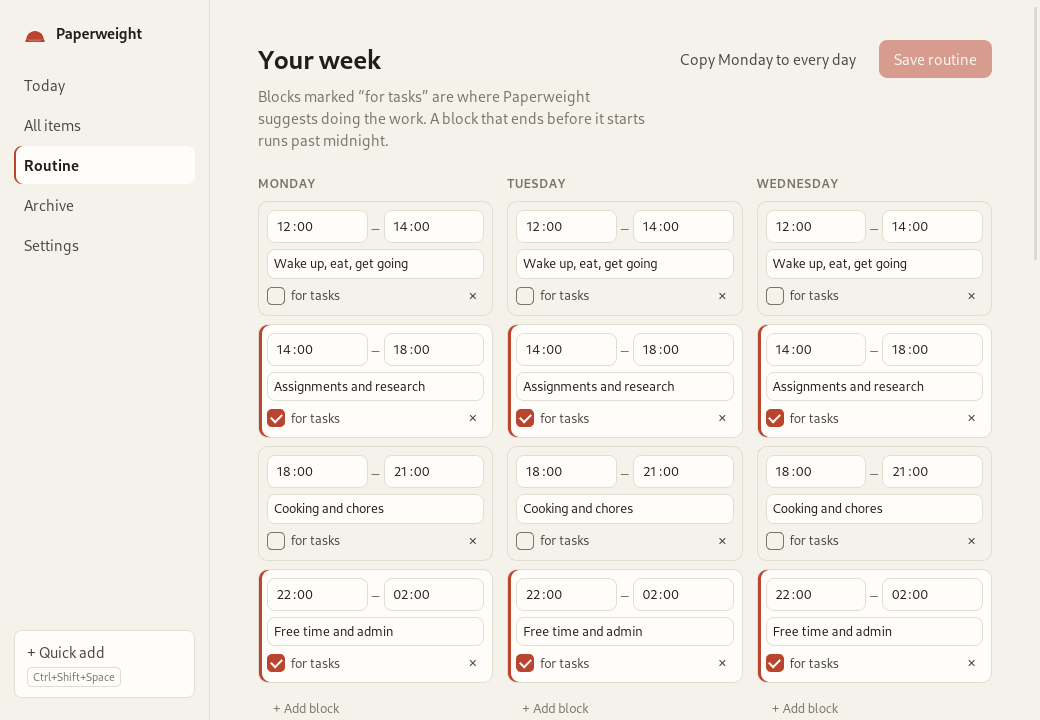 Paperweight
Today
All items
Routine
Archive
Settings
+ Quick add
Ctrl+Shift+Space
Your week
Copy Monday to every day
Save routine
Blocks marked “for tasks” are where Paperweight
suggests doing the work. A block that ends before it starts
runs past midnight.
MONDAY
12:00 – 14:00
Wake up, eat, get going
for tasks ×
14:00 – 18:00
Assignments and research
for tasks ×
18:00 – 21:00
Cooking and chores
for tasks ×
22:00 – 02:00
Free time and admin
for tasks ×
+ Add block
TUESDAY
12:00 – 14:00
Wake up, eat, get going
for tasks ×
14:00 – 18:00
Assignments and research
for tasks ×
18:00 – 21:00
Cooking and chores
for tasks ×
22:00 – 02:00
Free time and admin
for tasks ×
+ Add block
WEDNESDAY
12:00 – 14:00
Wake up, eat, get going
for tasks ×
14:00 – 18:00
Assignments and research
for tasks ×
18:00 – 21:00
Cooking and chores
for tasks ×
22:00 – 02:00
Free time and admin
for tasks ×
+ Add block